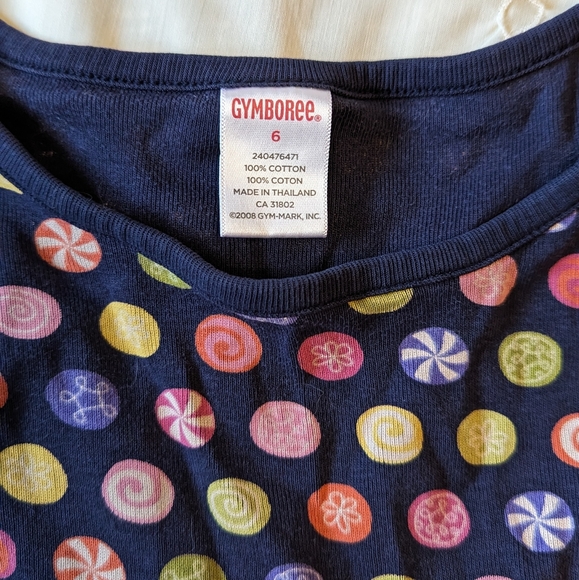 GYMBOREE®
6
240476471
100% COTTON
100% COTON
MADE IN THAILAND
CA 31802
©2008 GYM-MARK, INC.